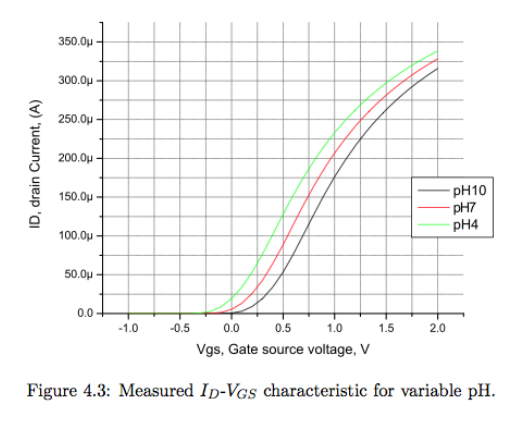 350.0μ
300.0μ
250.0μ
200.0μ
150.0μ
100.0μ
50.0μ
0.0
ID, drain Current, (A)
-1.0 -0.5 0.0 0.5 1.0 1.5 2.0
Vgs, Gate source voltage, V
pH10
pH7
pH4
Figure 4.3: Measured ID-VGS characteristic for variable pH.